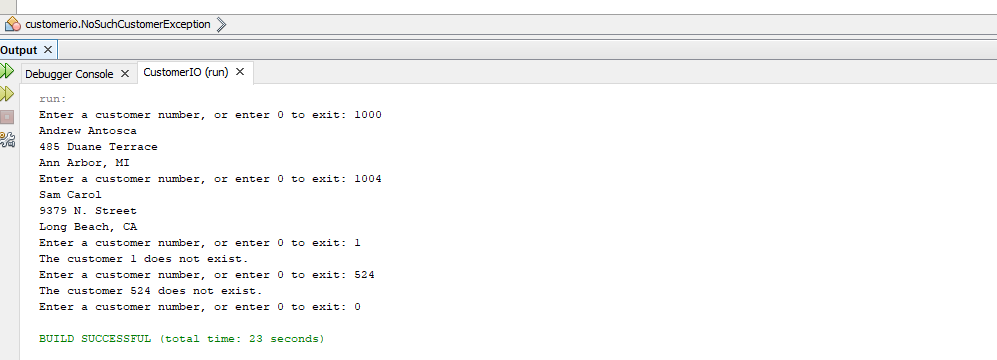 customerio.NoSuchCustomerException
Output
Debugger Console
CustomerIO (run)
run:
Enter a customer number, or enter 0 to exit: 1000
Andrew Antosca
485 Duane Terrace
Ann Arbor, MI
Enter a customer number, or enter 0 to exit: 1004
Sam Carol
9379 N. Street
Long Beach, CA
Enter a customer number, or enter 0 to exit: 1
The customer 1 does not exist.
Enter a customer number, or enter 0 to exit: 524
The customer 524 does not exist.
Enter a customer number, or enter 0 to exit: 0
BUILD SUCCESSFUL (total time: 23 seconds)